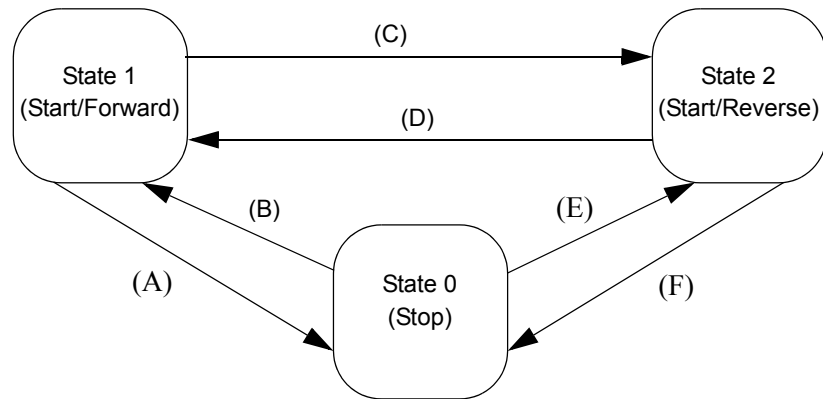 (C)
State 1
(Start/Forward)
State 2
(Start/Reverse)
(D)
(B)
(E)
(A)
State 0
(Stop)
(F)